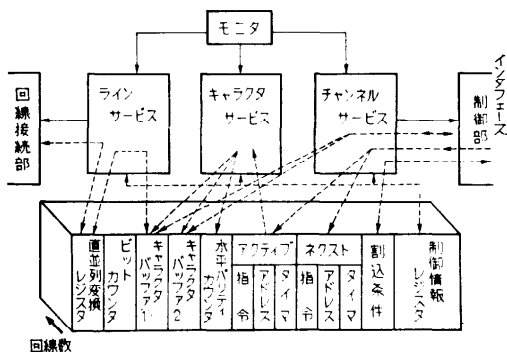 モニタ
ライン
サービス
キャラクタ
サービス
チャンネル
サービス
回線接続部
制御部
インタフェーズ
直並列変換
レジスタ
ビット
カウンタ
キャラクタ
バッファ1
キャラクタ
バッファ2
水平パリティ
カウンタ
アクティブ
指令
アドレス
タイマ
ネクスト
指令
アドレス
タイマ
割込条件
制御情報
レジスタ
回線数